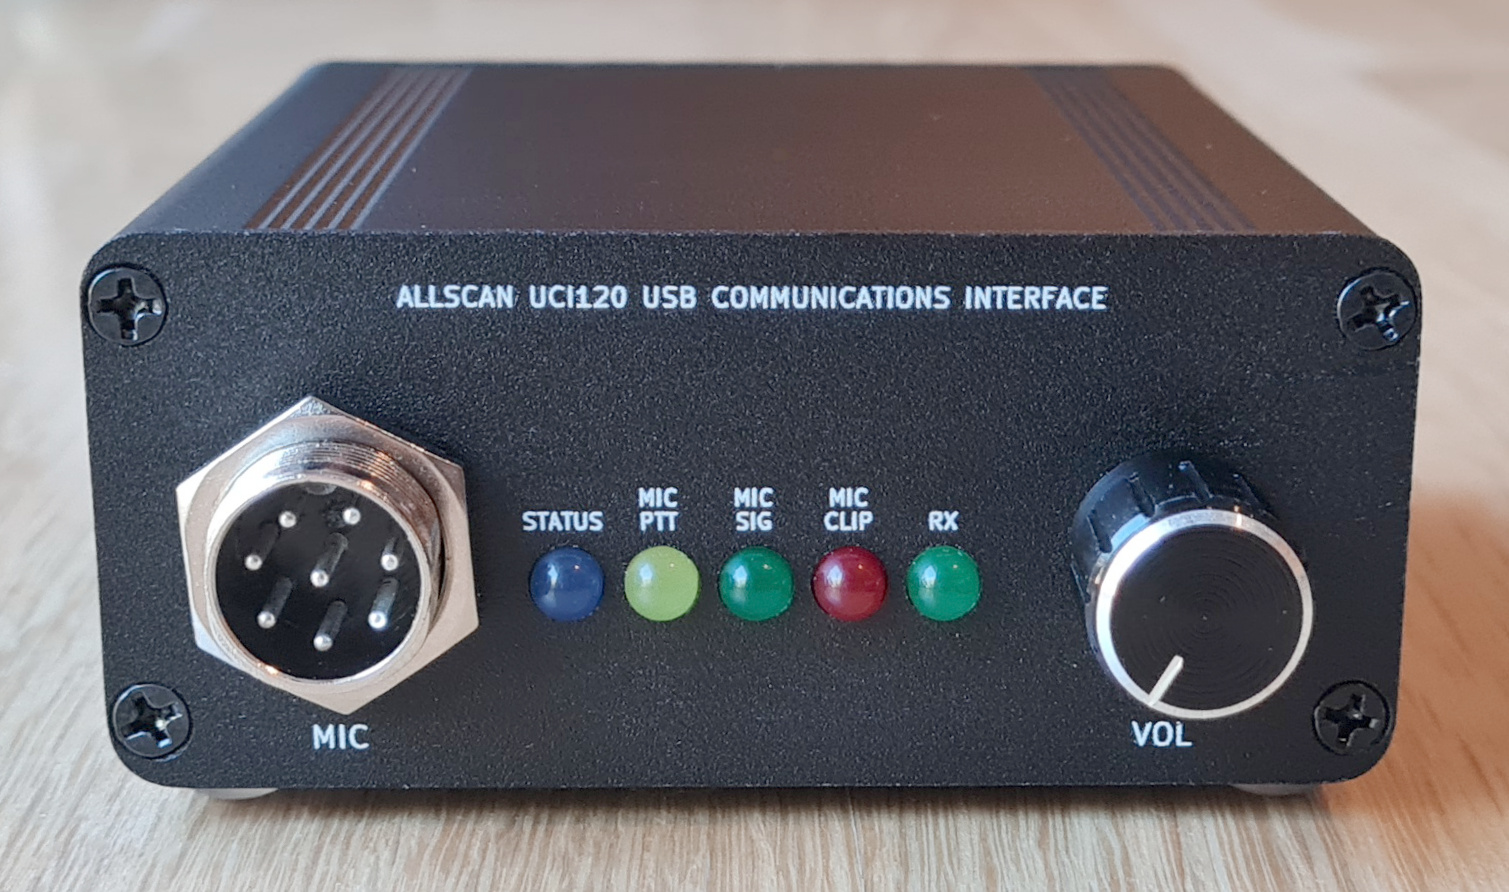 ALLSCAN UCI120 USB COMMUNICATIONS INTERFACE
STATUS
MIC
PTT
MIC
SIG
MIC
CLIP
RX
MIC
VOL